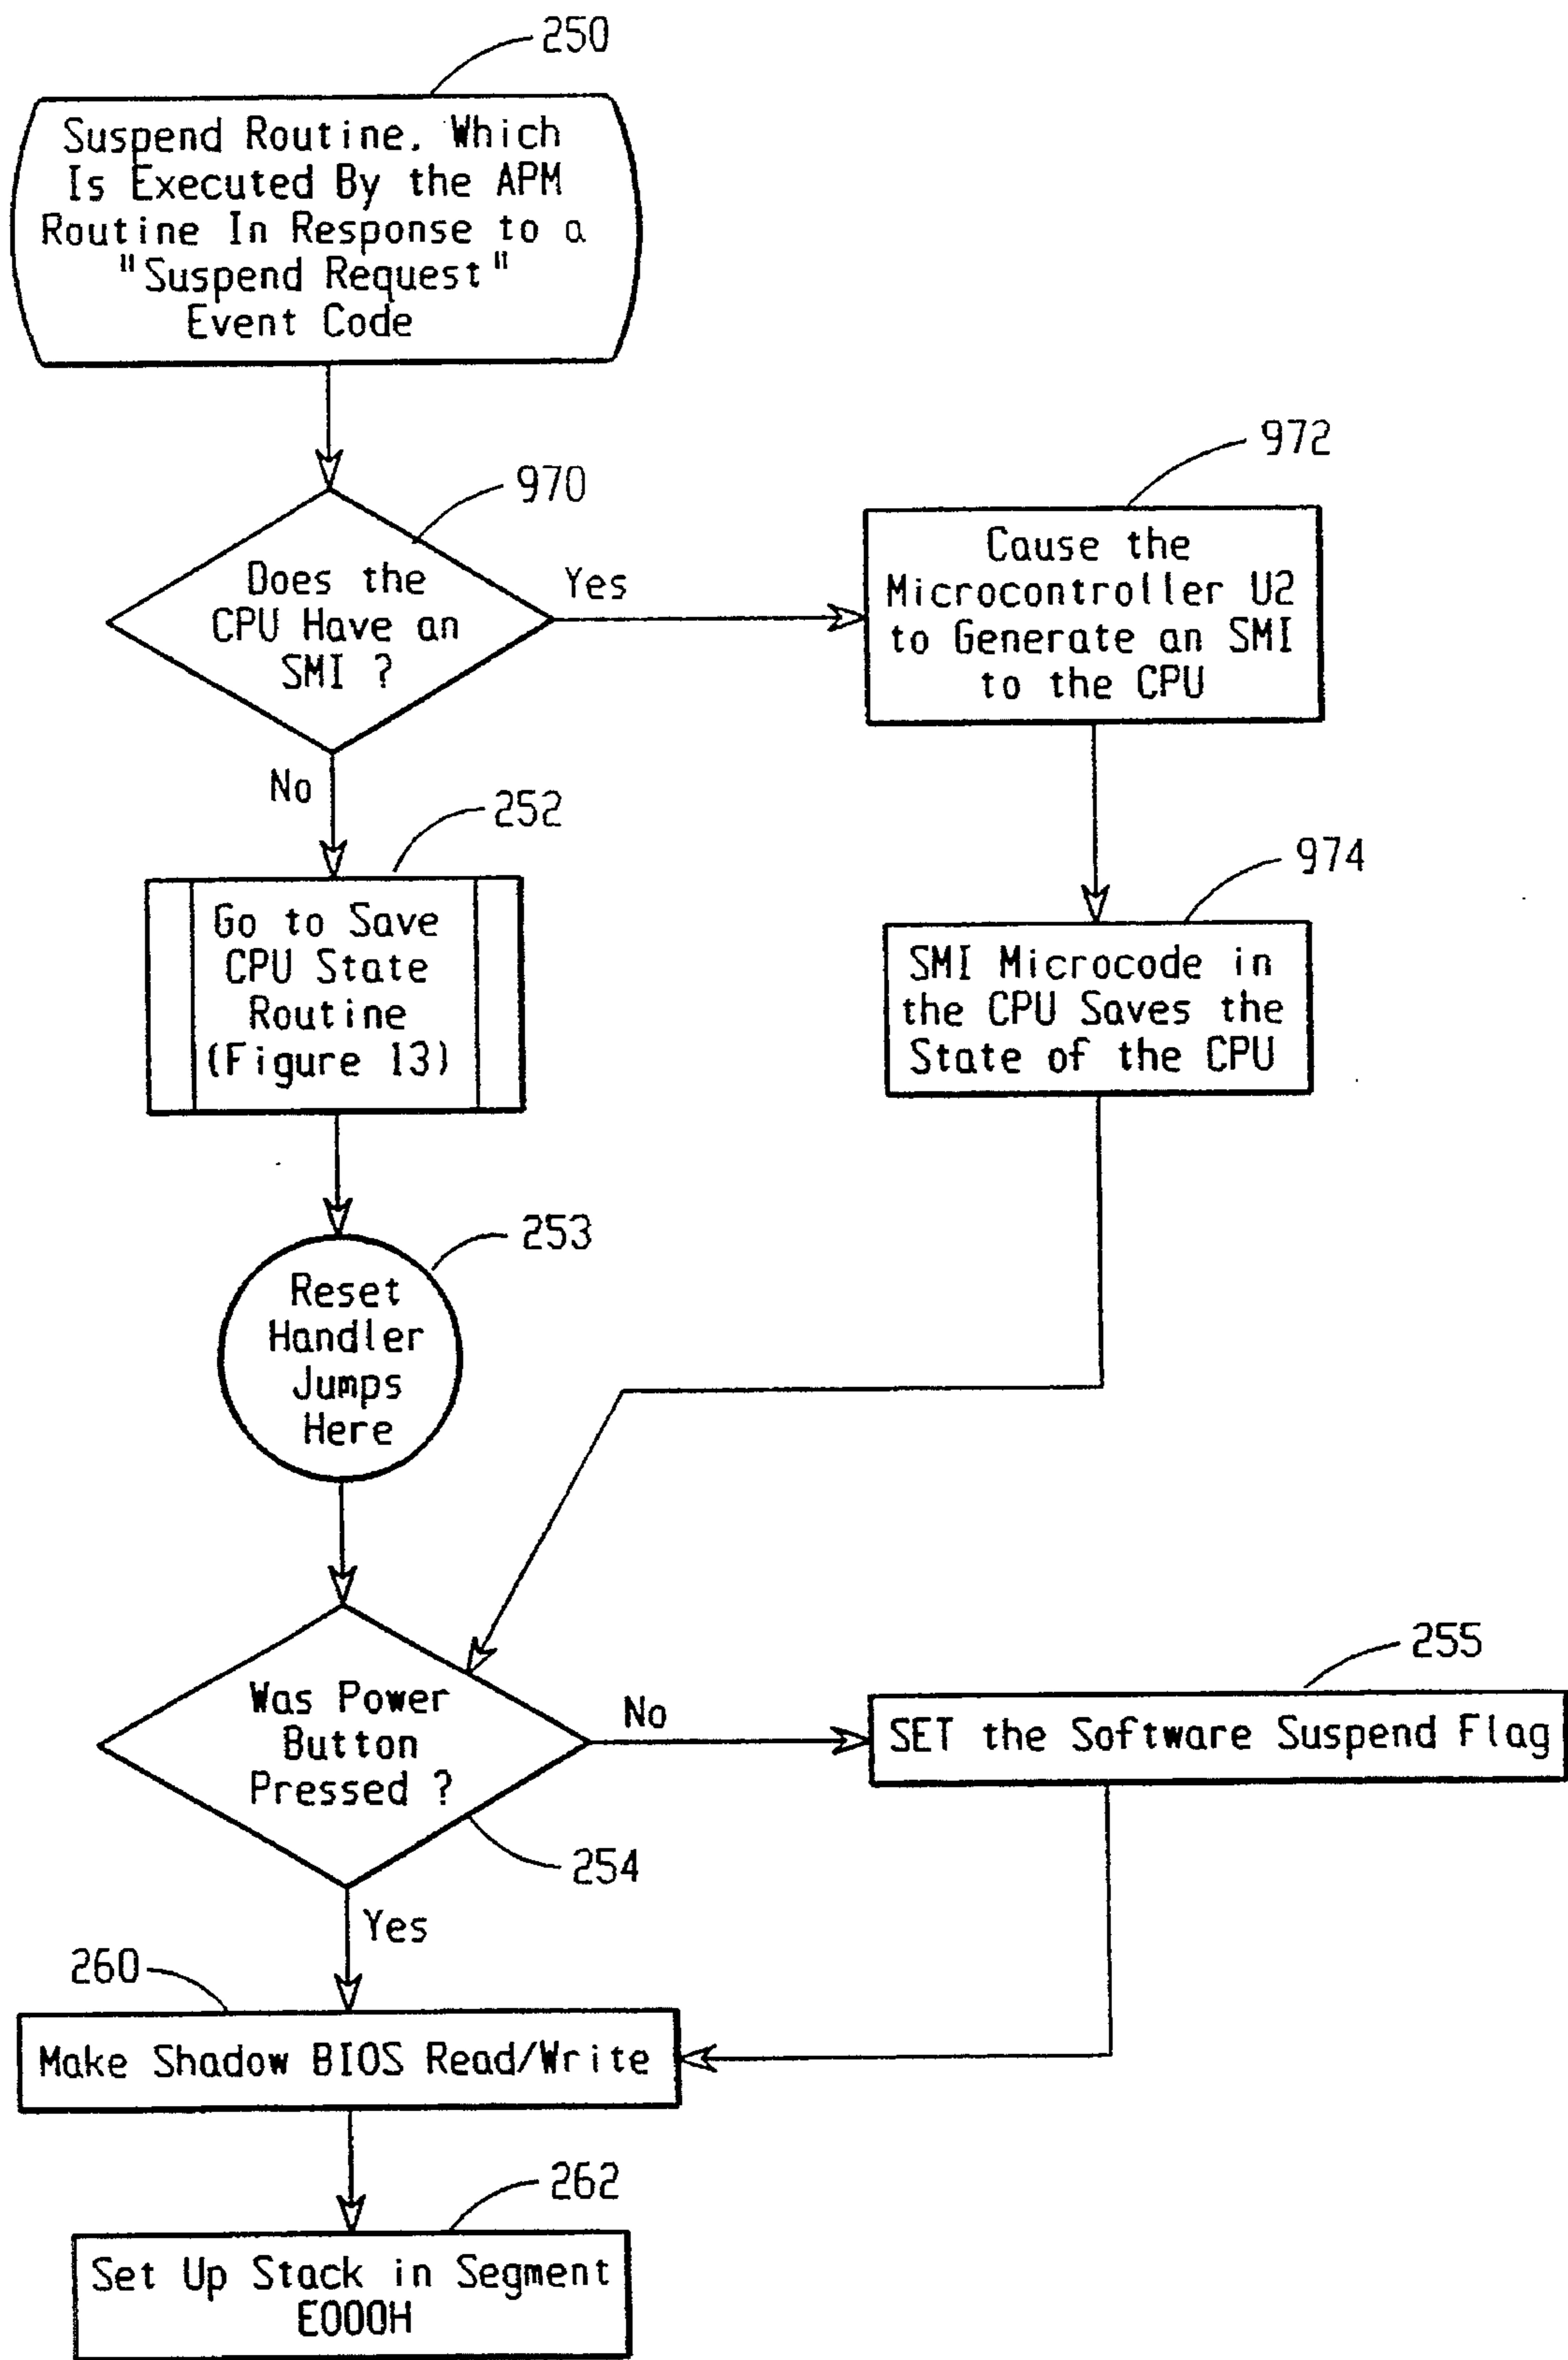 250
Suspend Routine, Which
Is Executed By the APM
Routine In Response to a
"Suspend Request"
Event Code
970
Does the
CPU Have an
SMI ?
Yes
No
972
Cause the
Microcontroller U2
to Generate an SMI
to the CPU
252
Go to Save
CPU State
Routine
(Figure 13)
974
SMI Microcode in
the CPU Saves the
State of the CPU
253
Reset
Handler
Jumps
Here
Was Power
Button
Pressed ?
254
No
255
SET the Software Suspend Flag
Yes
260
Make Shadow BIOS Read/Write
262
Set Up Stack in Segment
E000H